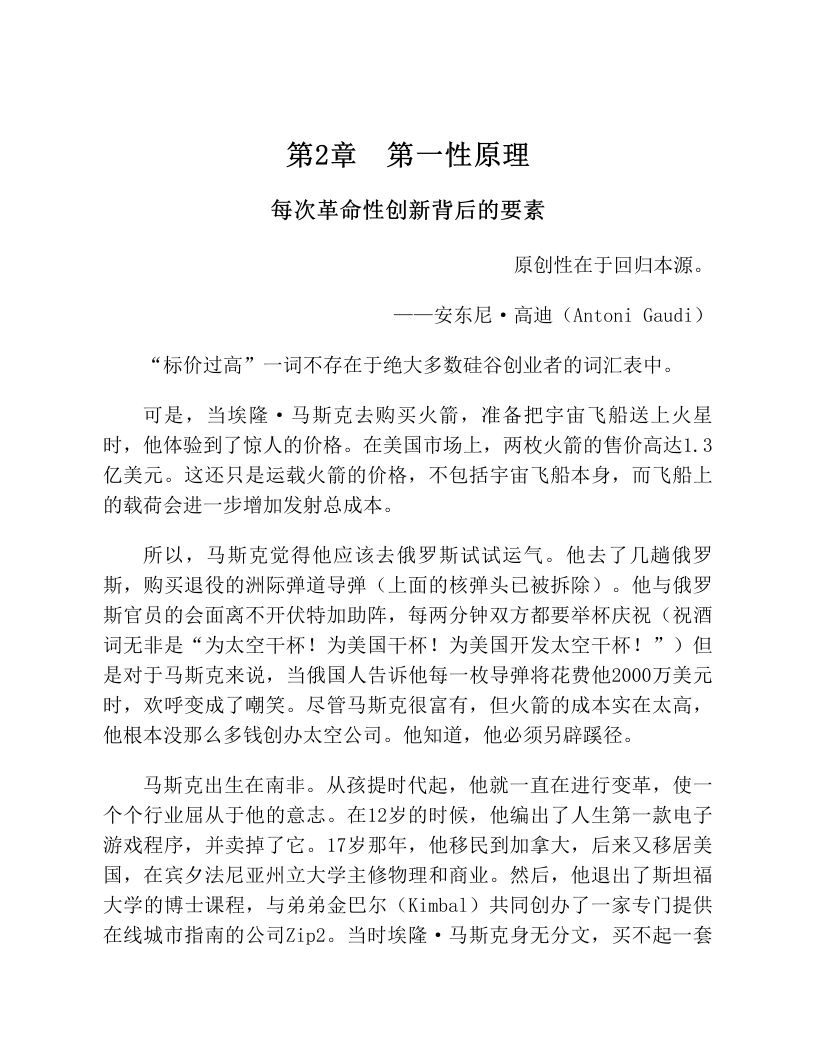 第2章　第一性原理
每次革命性创新背后的要素
原创性在于回归本源。
——安东尼·高迪（Antoni Gaudi）
“标价过高”一词不存在于绝大多数硅谷创业者的词汇表中。
可是，当埃隆·马斯克去购买火箭，准备把宇宙飞船送上火星
时，他体验到了惊人的价格。在美国市场上，两枚火箭的售价高达1.3
亿美元。这还只是运载火箭的价格，不包括宇宙飞船本身，而飞船上
的载荷会进一步增加发射总成本。
所以，马斯克觉得他应该去俄罗斯试试运气。他去了几趟俄罗
斯，购买退役的洲际弹道导弹（上面的核弹头已被拆除）。他与俄罗
斯官员的会面离不开伏特加助阵，每两分钟双方都要举杯庆祝（祝酒
词无非是“为太空干杯！为美国干杯！为美国开发太空干杯！”）但
是对于马斯克来说，当俄国人告诉他每一枚导弹将花费他2000万美元
时，欢呼变成了嘲笑。尽管马斯克很富有，但火箭的成本实在太高，
他根本没那么多钱创办太空公司。他知道，他必须另辟蹊径。
马斯克出生在南非。从孩提时代起，他就一直在进行变革，使一
个个行业屈从于他的意志。在12岁的时候，他编出了人生第一款电子
游戏程序，并卖掉了它。17岁那年，他移民到加拿大，后来又移居美
国，在宾夕法尼亚州立大学主修物理和商业。然后，他退出了斯坦福
大学的博士课程，与弟弟金巴尔（Kimbal）共同创办了一家专门提供
在线城市指南的公司Zip2。当时埃隆·马斯克身无分文，买不起一套